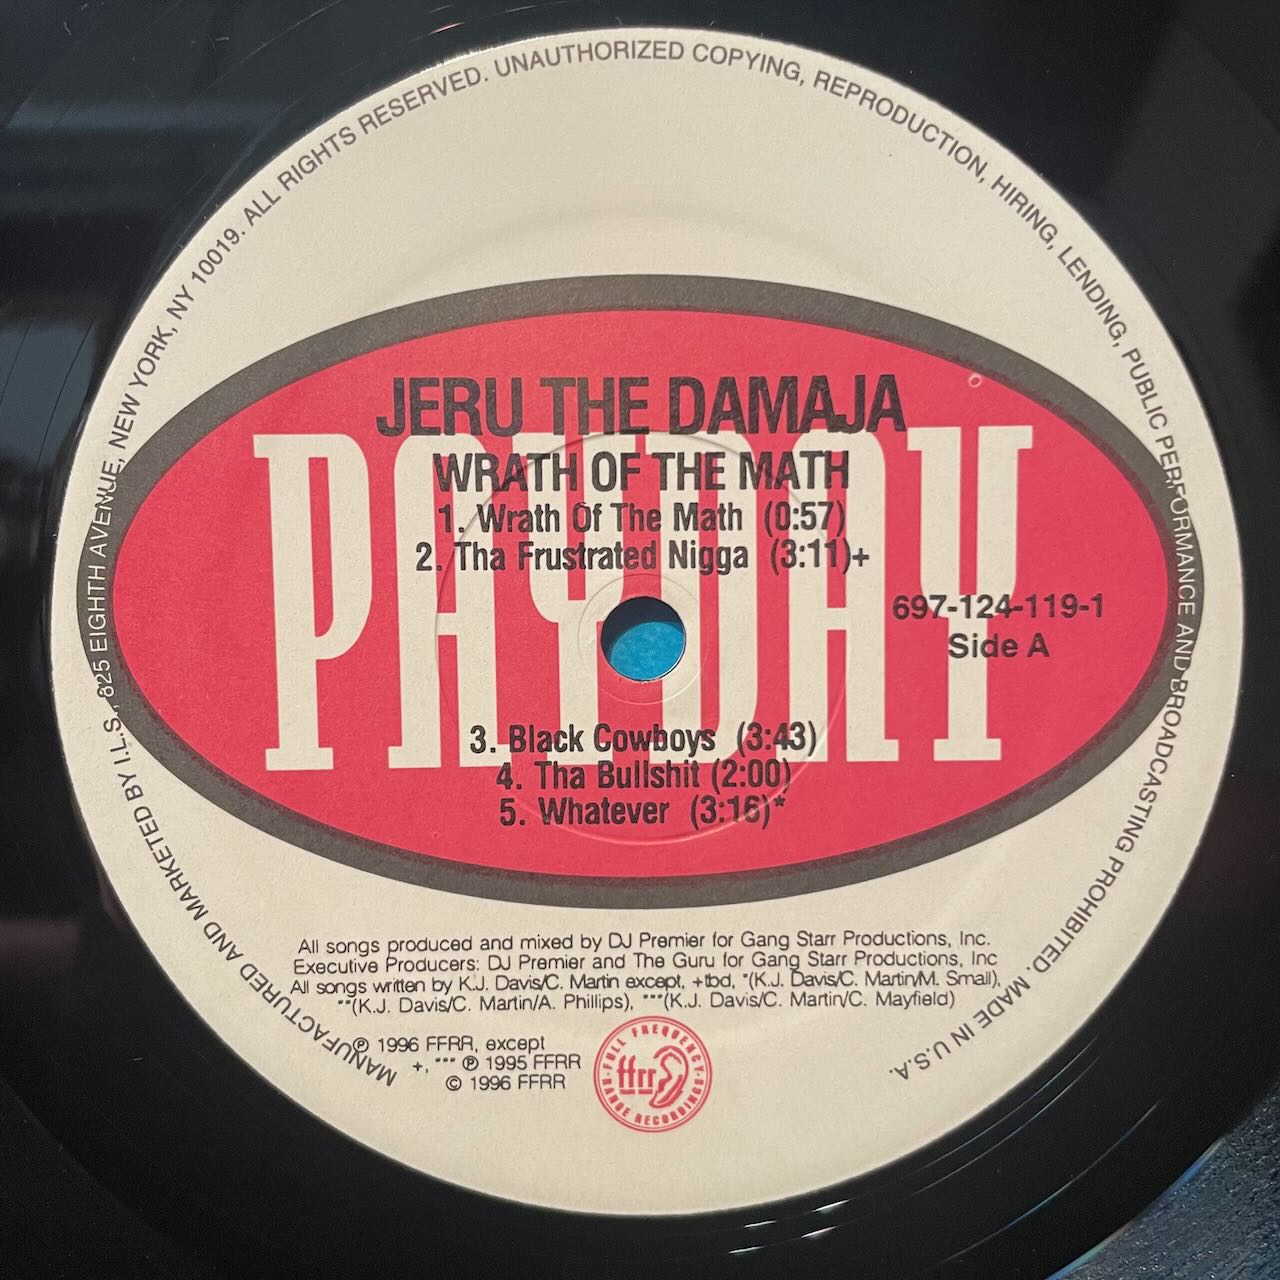 MANUFACTURED AND MARKETED BY I.L.S., 825 EIGHTH AVENUE, NEW YORK, NY 10019. ALL RIGHTS RESERVED. UNAUTHORIZED COPYING, REPRODUCTION, HIRING, LENDING, PUBLIC PERFORMANCE AND BROADCASTING PROHIBITED. MADE IN U.S.A.
PAYDAY
JERU THE DAMAJA
WRATH OF THE MATH
1. Wrath Of The Math (0:57)
2. Tha Frustrated Nigga (3:11)+
697-124-119-1
Side A
3. Black Cowboys (3:43)
4. Tha Bullshit (2:00)
5. Whatever (3:16)*
All songs produced and mixed by DJ Premier for Gang Starr Productions, Inc.
Executive Producers: DJ Premier and The Guru for Gang Starr Productions, Inc
All songs written by K.J. Davis/C. Martin except, +tbd, *(K.J. Davis/C. Martin/M. Small),
**(K.J. Davis/C. Martin/A. Phillips), ***(K.J. Davis/C. Martin/C. Mayfield)
℗ 1996 FFRR, except
+, *** ℗ 1995 FFRR
© 1996 FFRR
FULL FREQUENCY
ffrr
RANGE RECORDINGS